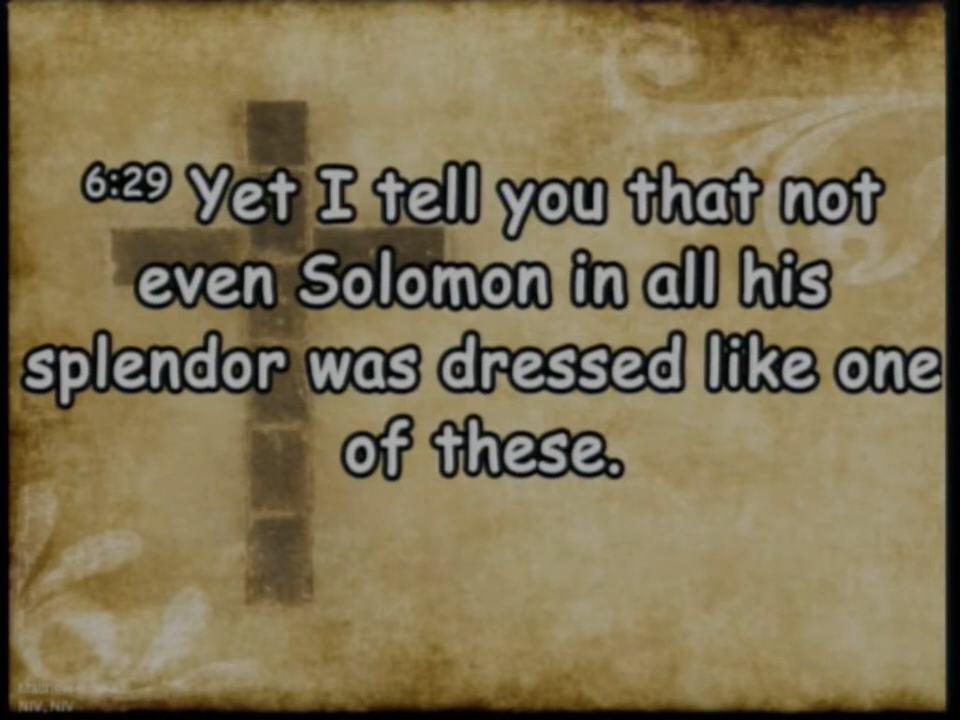 6:29 Yet I tell you that not
even Solomon in all his
splendor was dressed like one
of these.
NIV, NIV